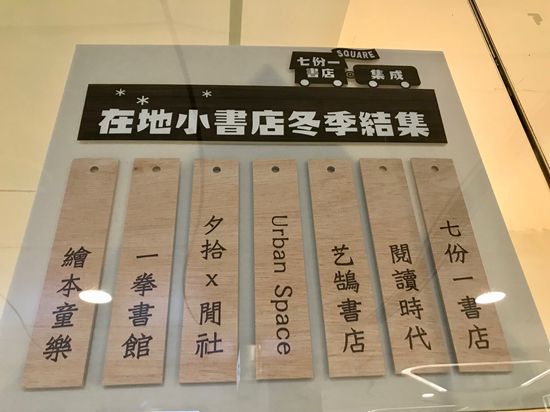 七份一書店
SQUARE
集成
在地小書店冬季結集
七份一書店
閱讀時代
艺鵠書店
Urban Space
夕拾x閒社
一拳書館
繪本童樂